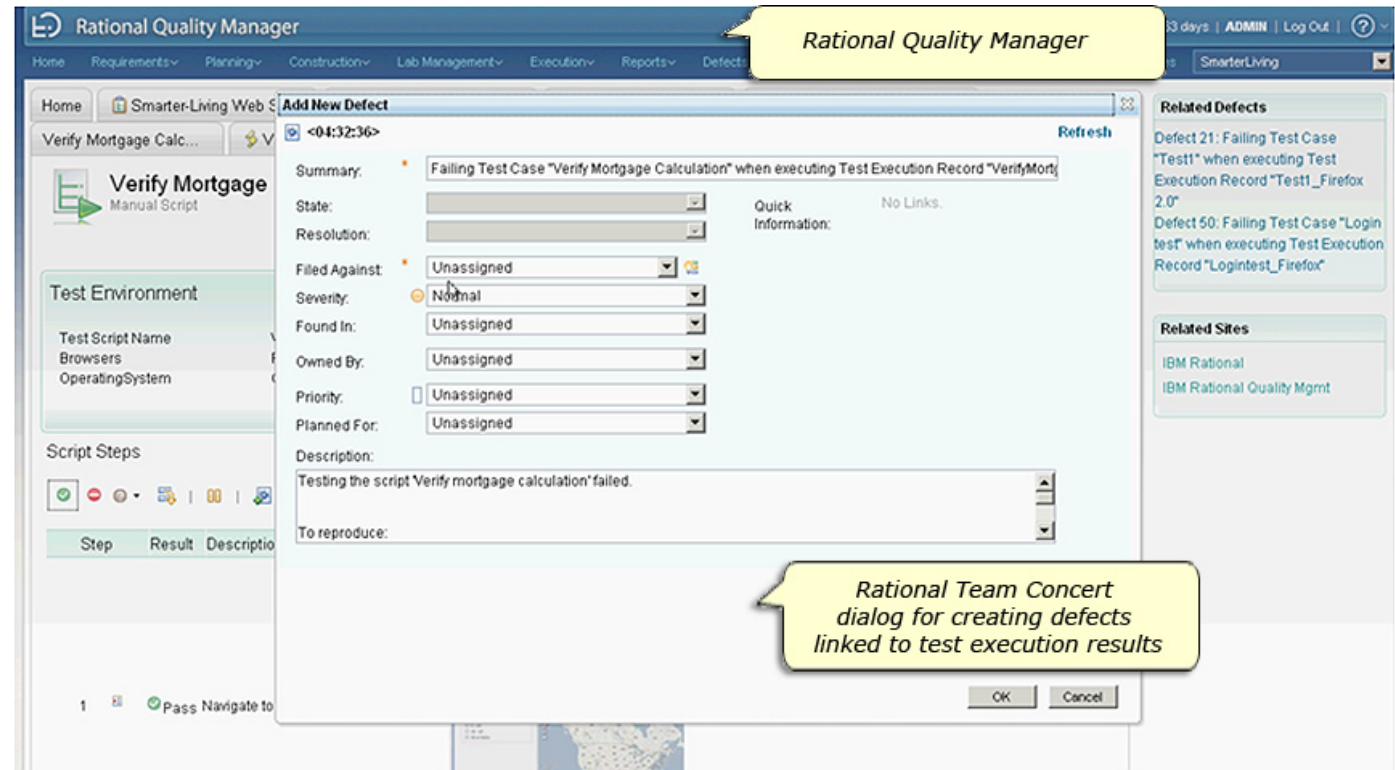 Rational Quality Manager
Rational Quality Manager
33 days | ADMIN | Log Out |
Home Requirements Planning Construction Lab Management Execution Reports Defects
SmarterLiving
Home Smarter-Living Web S
Verify Mortgage Calc... V
Verify Mortgage
Manual Script
Test Environment
Test Script Name
Browsers
OperatingSystem
Script Steps
Step Result Descriptio
1 Pass Navigate to
Add New Defect
<04:32:36> Refresh
Summary: * Failing Test Case "Verify Mortgage Calculation" when executing Test Execution Record "VerifyMort
State:
Quick Information: No Links.
Resolution:
Filed Against: * Unassigned
Severity: Normal
Found In: Unassigned
Owned By: Unassigned
Priority: Unassigned
Planned For: Unassigned
Description:
Testing the script 'Verify mortgage calculation' failed.
To reproduce:
Rational Team Concert
dialog for creating defects
linked to test execution results
OK Cancel
Related Defects
Defect 21: Failing Test Case
"Test1" when executing Test
Execution Record "Test1_Firefox
2.0"
Defect 50: Failing Test Case "Login
test" when executing Test Execution
Record "Logintest_Firefox"
Related Sites
IBM Rational
IBM Rational Quality Mgmt